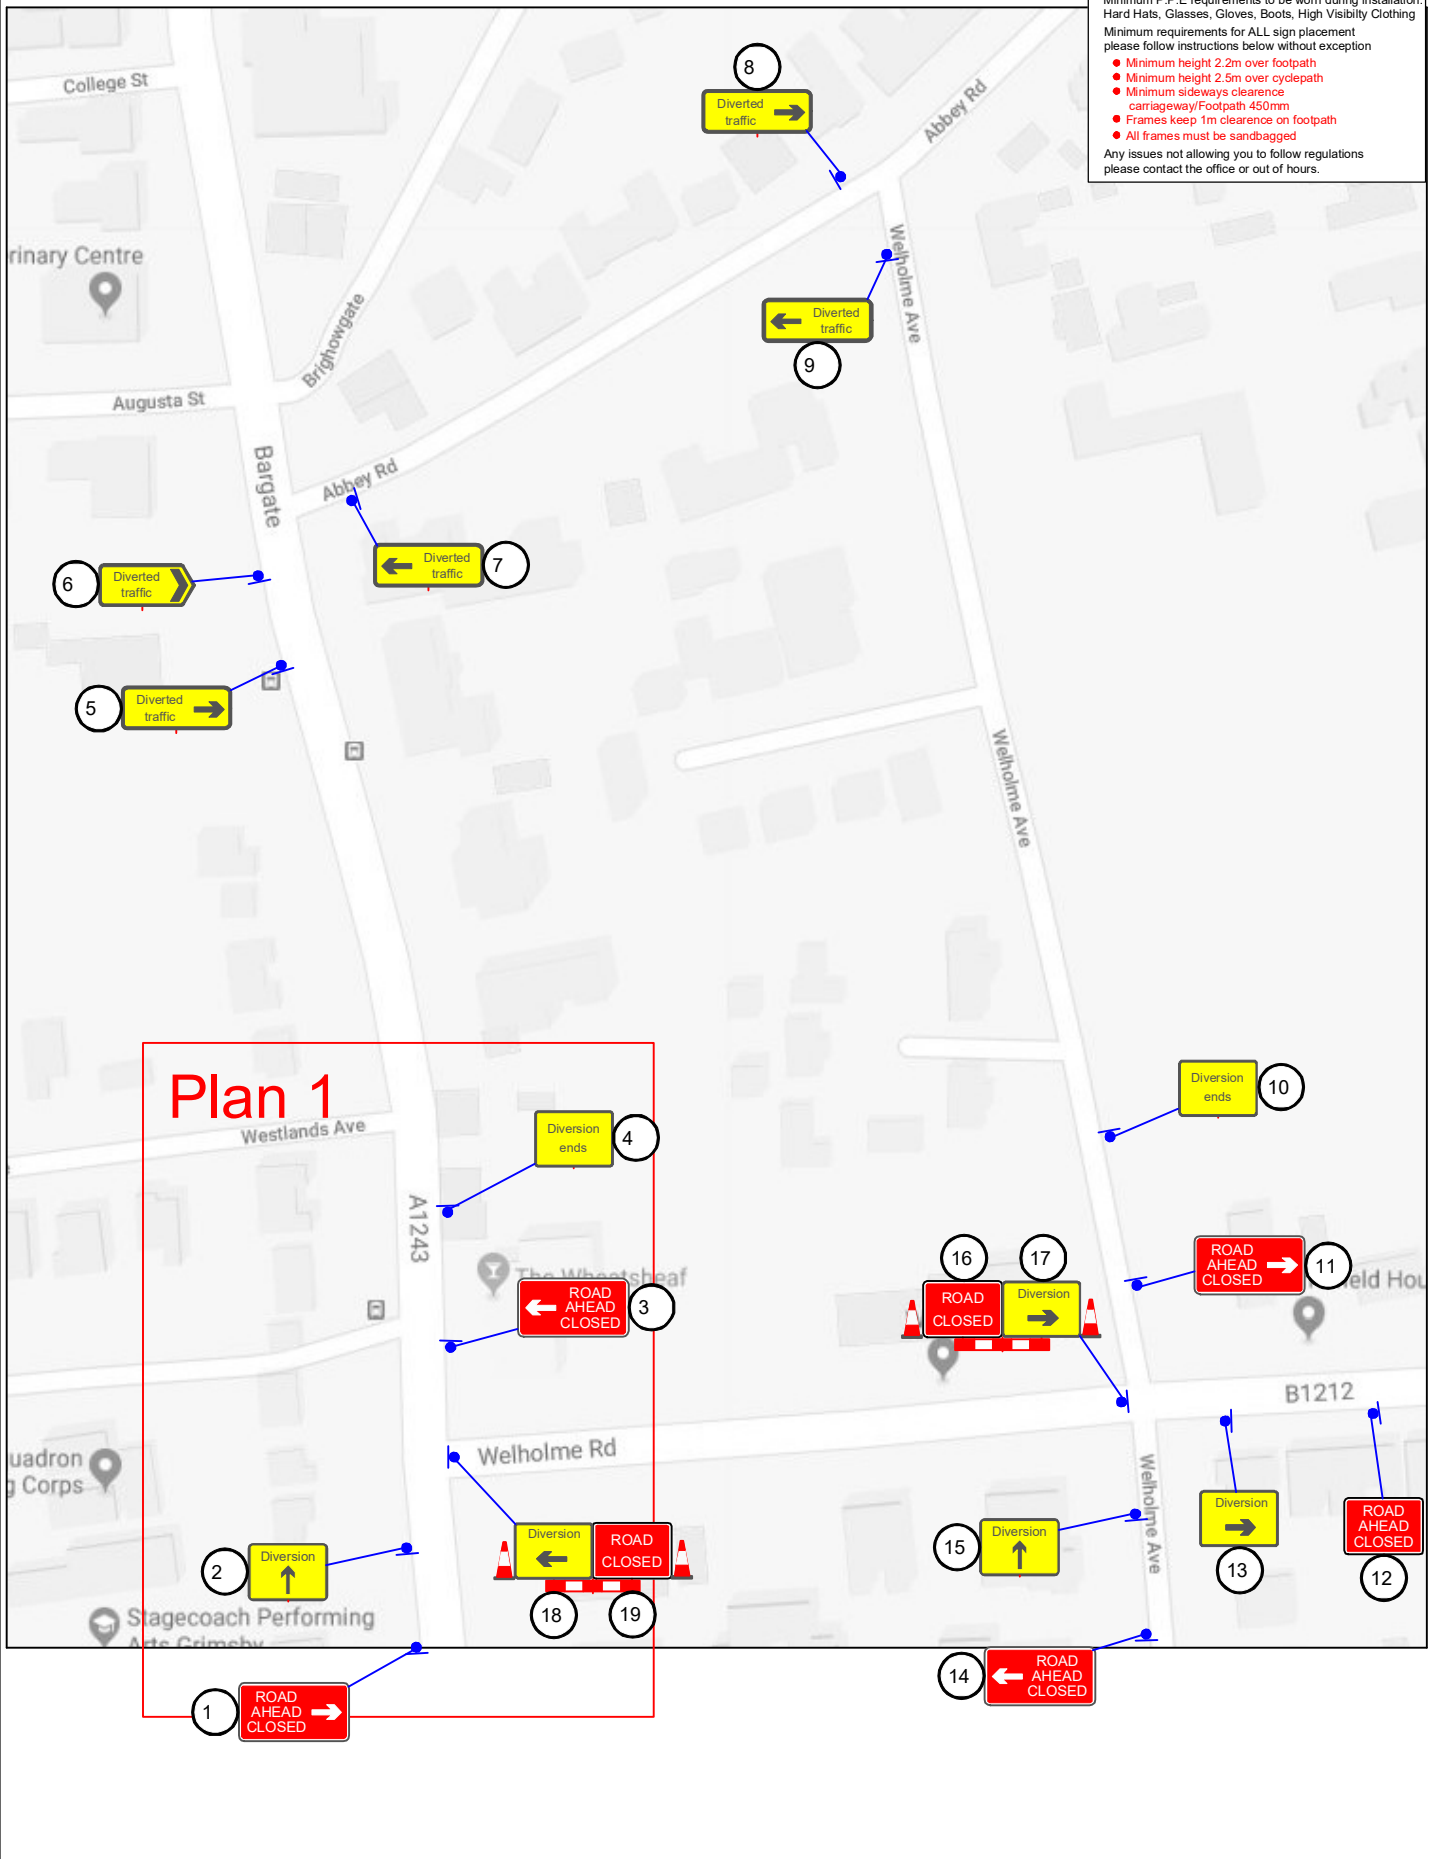 Minimum P.P.E requirements to be worn during installation:
Hard Hats, Glasses, Gloves, Boots, High Visibilty Clothing
Minimum requirements for ALL sign placement
please follow instructions below without exception
Minimum height 2.2m over footpath
Minimum height 2.5m over cyclepath
Minimum sideways clearence
carriageway/Footpath 450mm
Frames keep 1m clearence on footpath
All frames must be sandbagged
Any issues not allowing you to follow regulations
please contact the office or out of hours.
College St
8
Diverted
traffic
Abbey Rd
Welholme Ave
rinary Centre
Diverted
traffic
9
Brighowgate
Augusta St
Bargate
Abbey Rd
Diverted
traffic
7
6
Diverted
traffic
5
Diverted
traffic
Welholme Ave
Plan 1
Westlands Ave
Diversion
ends
4
Diversion
ends
10
A1243
The Wheatsheaf
ROAD
AHEAD
CLOSED
3
16
17
ROAD
CLOSED
Diversion
ROAD
AHEAD
CLOSED
11
eld Hou
B1212
Welholme Rd
uadron
g Corps
Welholme Ave
2
Diversion
Diversion
ROAD
CLOSED
18
19
15
Diversion
Diversion
13
ROAD
AHEAD
CLOSED
12
Stagecoach Performing
Arts Grimsby
1
ROAD
AHEAD
CLOSED
14
ROAD
AHEAD
CLOSED